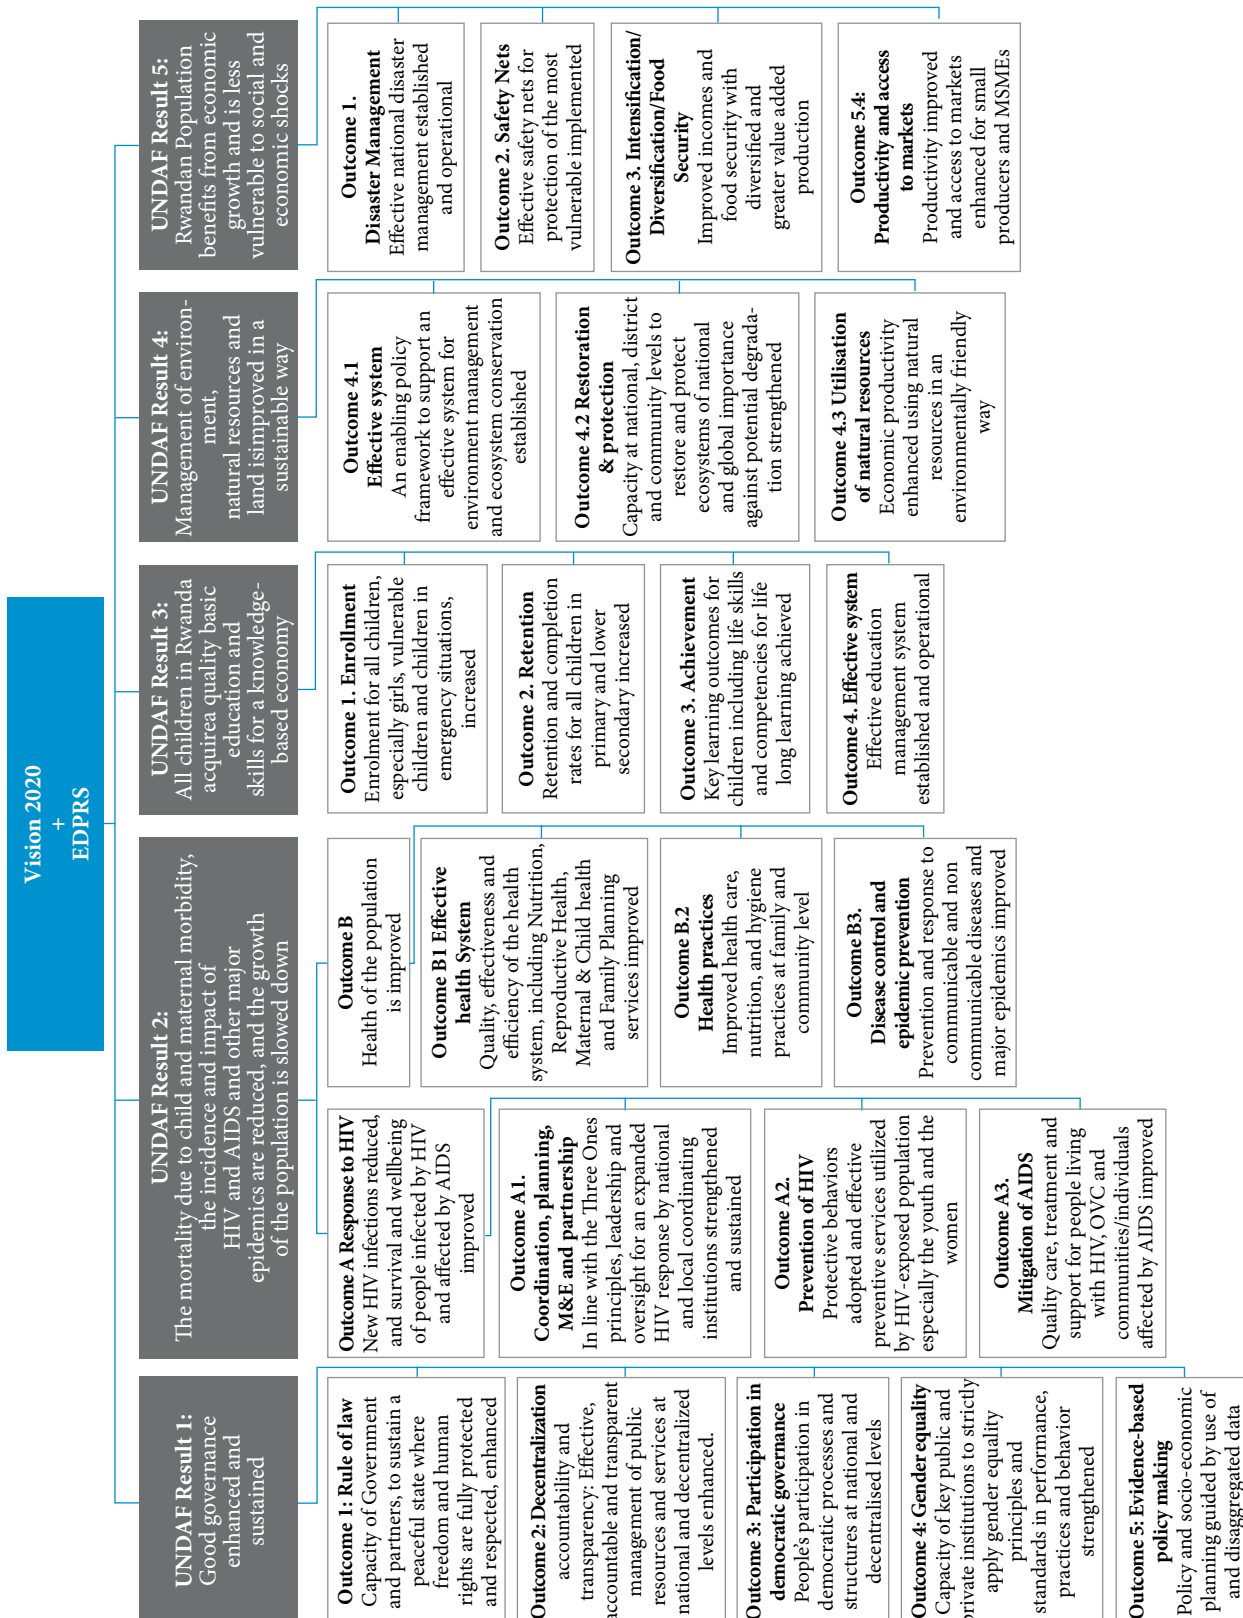 Vision 2020
+
EDPRS
UNDAF Result 1:
Good governance
enhanced and
sustained
Outcome 1: Rule of law
Capacity of Government
and partners, to sustain a
peaceful state where
freedom and human
rights are fully protected
and respected, enhanced
Outcome 2: Decentralization
accountability and
transparency: Effective,
accountable and transparent
management of public
resources and services at
national and decentralized
levels enhanced.
Outcome 3: Participation in
democratic governance
People's participation in
democratic processes and
structures at national and
decentralised levels
Outcome 4: Gender equality
Capacity of key public and
private institutions to strictly
apply gender equality
principles and
standards in performance,
practices and behavior
strengthened
Outcome 5: Evidence-based
policy making
Policy and socio-economic
planning guided by use of
and disaggregated data
UNDAF Result 2:
The mortality due to child and maternal morbidity,
the incidence and impact of
HIV and AIDS and other major
epidemics are reduced, and the growth
of the population is slowed down
Outcome A Response to HIV
New HIV infections reduced,
and survival and wellbeing
of people infected by HIV
and affected by AIDS
improved
Outcome A1.
Coordination, planning,
M&E and partnership
In line with the Three Ones
principles, leadership and
oversight for an expanded
HIV response by national
and local coordinating
institutions strengthened
and sustained
Outcome A2.
Prevention of HIV
Protective behaviors
adopted and effective
preventive services utilized
by HIV-exposed population
especially the youth and the
women
Outcome A3.
Mitigation of AIDS
Quality care, treatment and
support for people living
with HIV, OVC and
communities/individuals
affected by AIDS improved
Outcome B
Health of the population
is improved
Outcome B1 Effective
health System
Quality, effectiveness and
efficiency of the health
system, including Nutrition,
Reproductive Health,
Maternal & Child health
and Family Planning
services improved
Outcome B.2
Health practices
Improved health care,
nutrition, and hygiene
practices at family and
community level
Outcome B3.
Disease control and
epidemic prevention
Prevention and response to
communicable and non
communicable diseases and
major epidemics improved
UNDAF Result 3:
All children in Rwanda
acquirea quality basic
education and
skills for a knowledge-
based economy
Outcome 1. Enrollment
Enrolment for all children,
especially girls, vulnerable
children and children in
emergency situations,
increased
Outcome 2. Retention
Retention and completion
rates for all children in
primary and lower
secondary increased
Outcome 3. Achievement
Key learning outcomes for
children including life skills
and competencies for life
long learning achieved
Outcome 4. Effective system
Effective education
management system
established and operational
UNDAF Result 4:
Management of environ-
ment,
natural resources and
land isimproved in a
sustainable way
Outcome 4.1
Effective system
An enabling policy
framework to support an
effective system for
environment management
and ecosystem conservation
established
Outcome 4.2 Restoration
& protection
Capacity at national, district
and community levels to
restore and protect
ecosystems of national
and global importance
against potential degrada-
tion strengthened
Outcome 4.3 Utilisation
of natural resources
Economic productivity
enhanced using natural
resources in an
environmentally friendly
way
UNDAF Result 5:
Rwandan Population
benefits from economic
growth and is less
vulnerable to social and
economic shocks
Outcome 1.
Disaster Management
Effective national disaster
management established
and operational
Outcome 2. Safety Nets
Effective safety nets for
protection of the most
vulnerable implemented
Outcome 3. Intensification/
Diversification/Food
Security
Improved incomes and
food security with
diversified and
greater value added
production
Outcome 5.4:
Productivity and access
to markets
Productivity improved
and access to markets
enhanced for small
producers and MSMEs